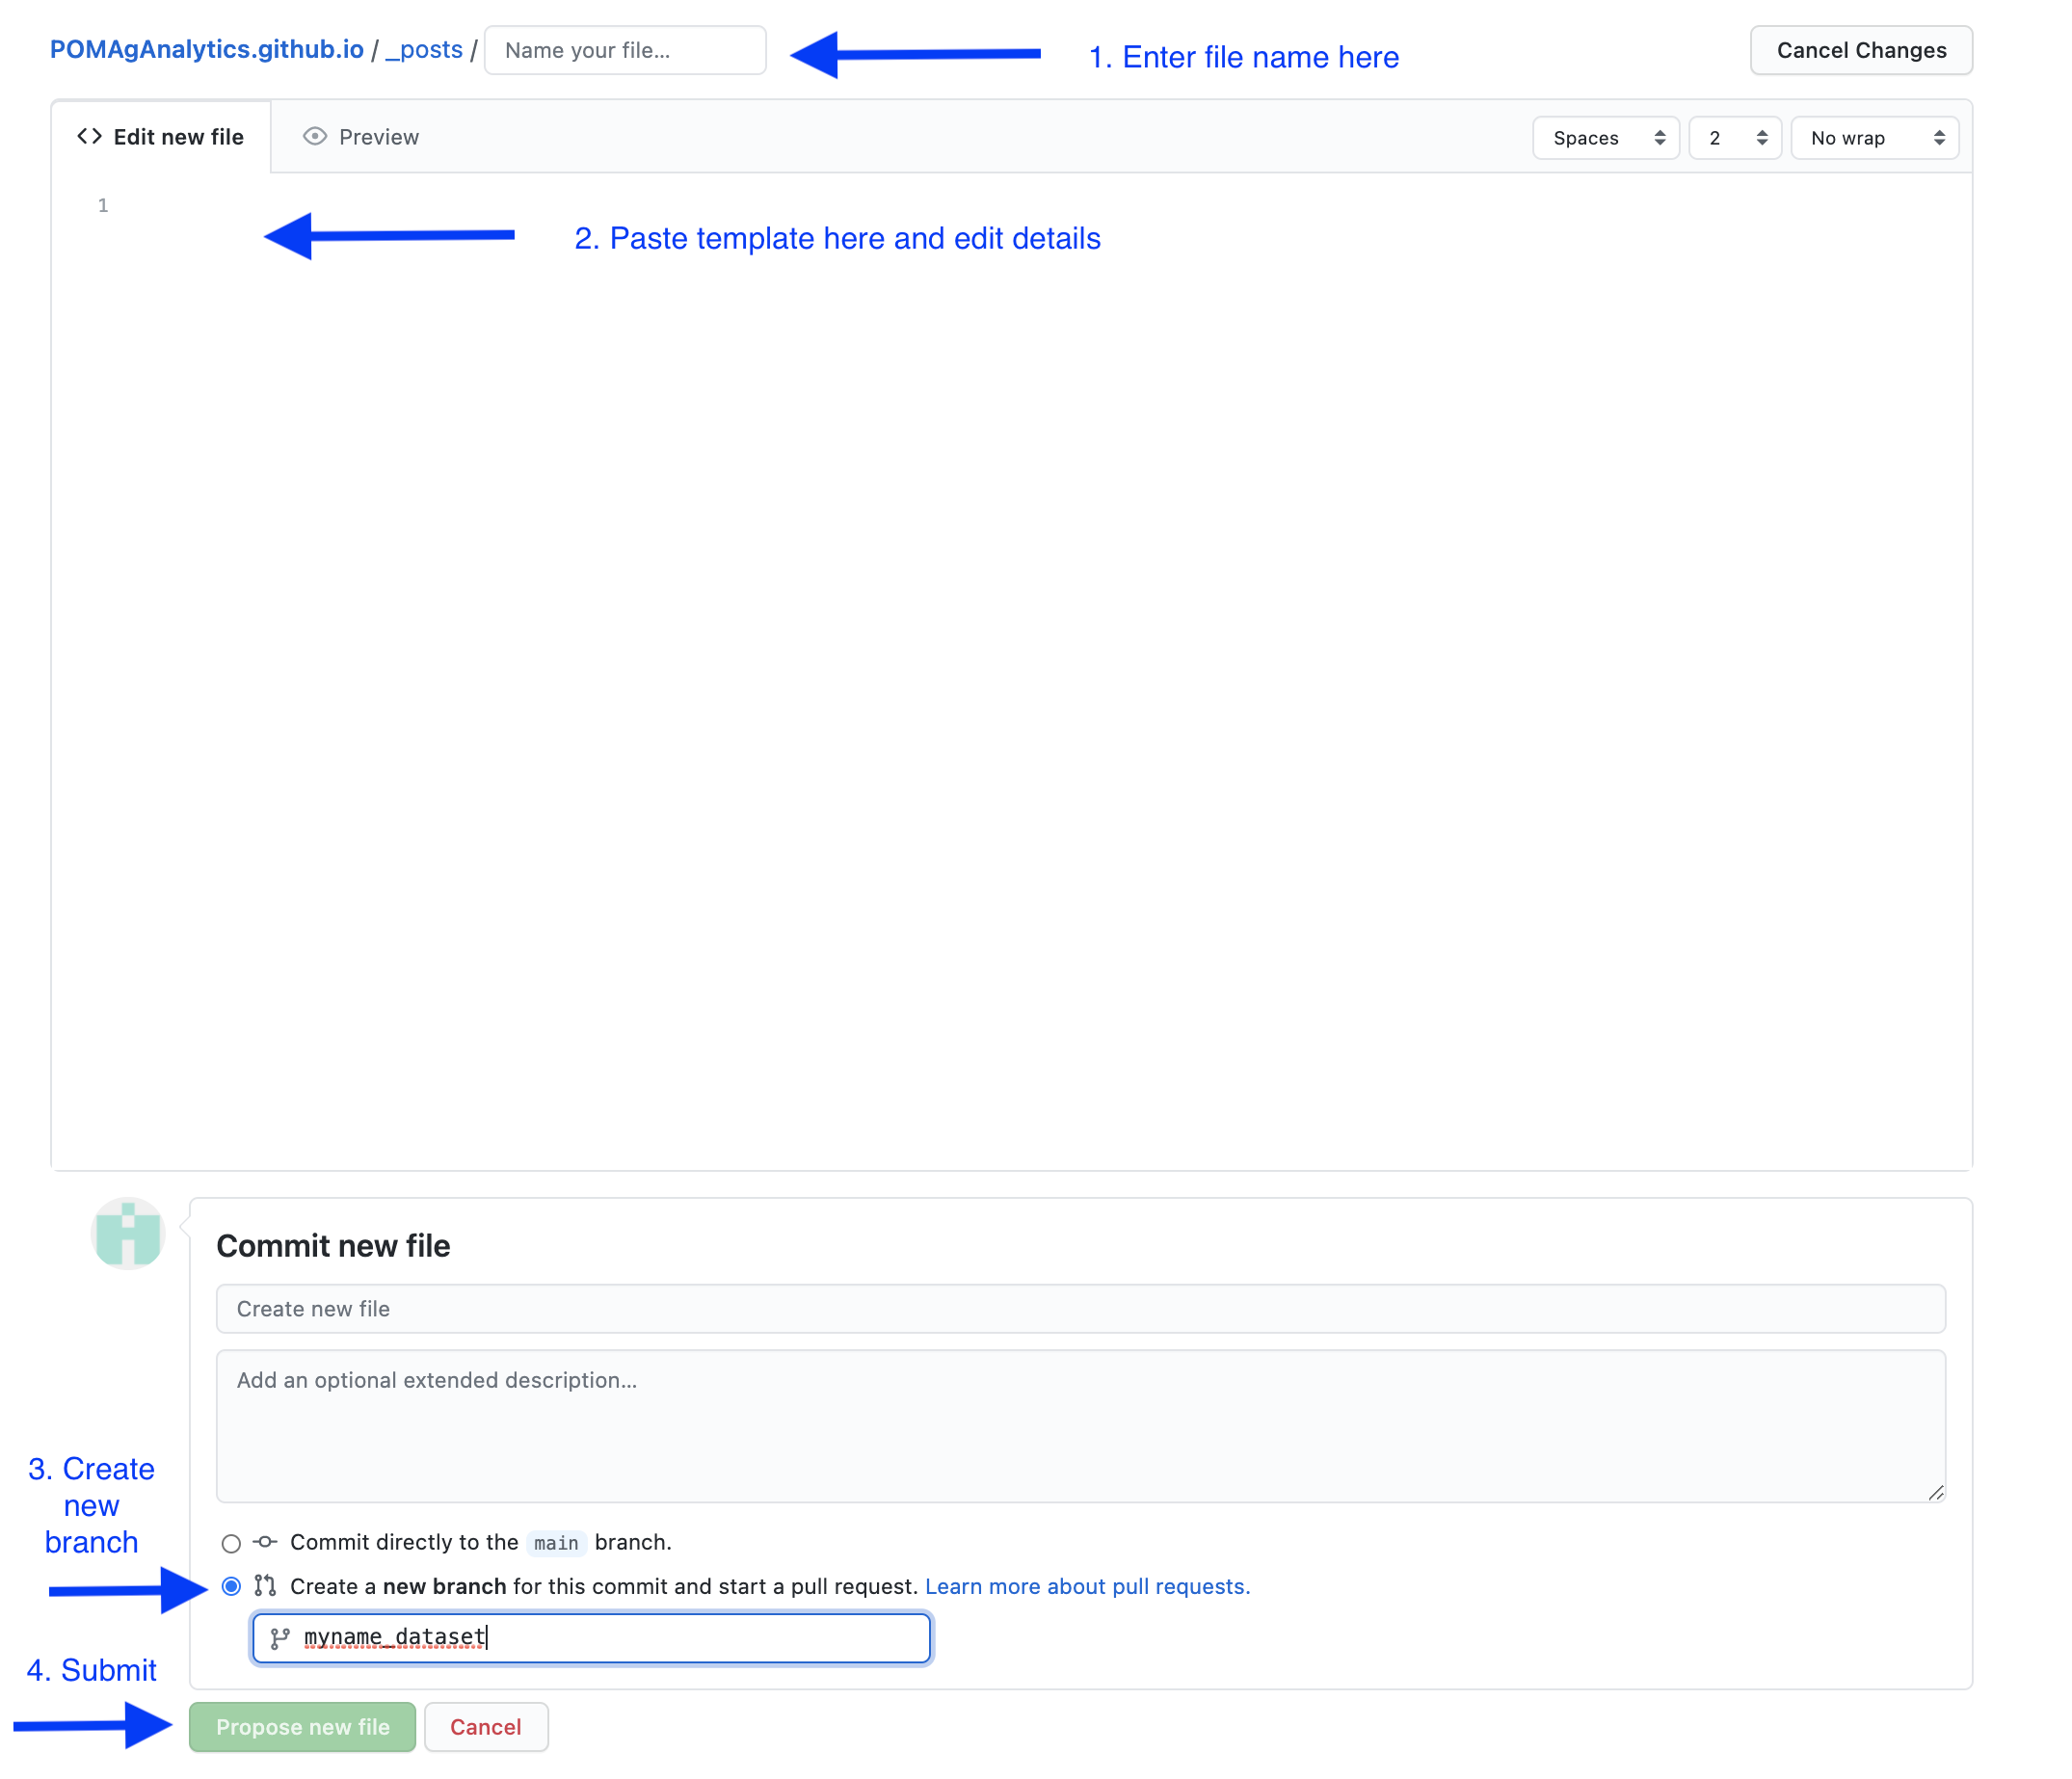 POMAgAnalytics.github.io / _posts / Name your file... 1. Enter file name here Cancel Changes
Edit new file Preview Spaces 2 No wrap
1
2. Paste template here and edit details
Commit new file
Create new file
Add an optional extended description...
3. Create
new
branch
Commit directly to the main branch.
Create a new branch for this commit and start a pull request. Learn more about pull requests.
myname_dataset
4. Submit
Propose new file Cancel